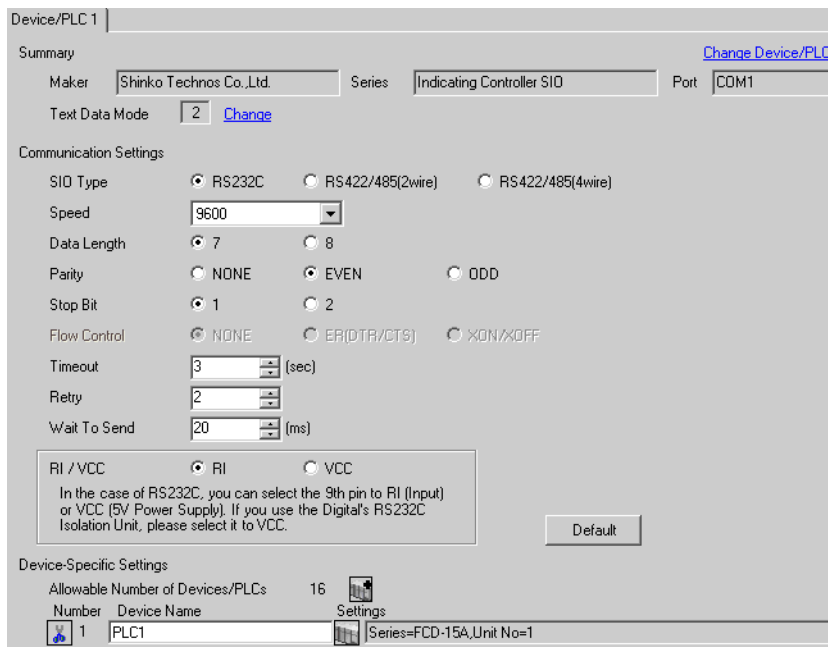 Device/PLC 1
Summary Change Device/PLC
Maker Shinko Technos Co.,Ltd. Series Indicating Controller SIO Port COM1
Text Data Mode 2 Change
Communication Settings
SIO Type RS232C RS422/485(2wire) RS422/485(4wire)
Speed 9600
Data Length 7 8
Parity NONE EVEN ODD
Stop Bit 1 2
Flow Control NONE ER(DTR/CTS) XON/XOFF
Timeout 3 (sec)
Retry 2
Wait To Send 20 (ms)
RI / VCC RI VCC
In the case of RS232C, you can select the 9th pin to RI (Input)
or VCC (5V Power Supply). If you use the Digital's RS232C
Isolation Unit, please select it to VCC.
Default
Device-Specific Settings
Allowable Number of Devices/PLCs 16
Number Device Name Settings
1 PLC1 Series=FCD-15A,Unit No=1